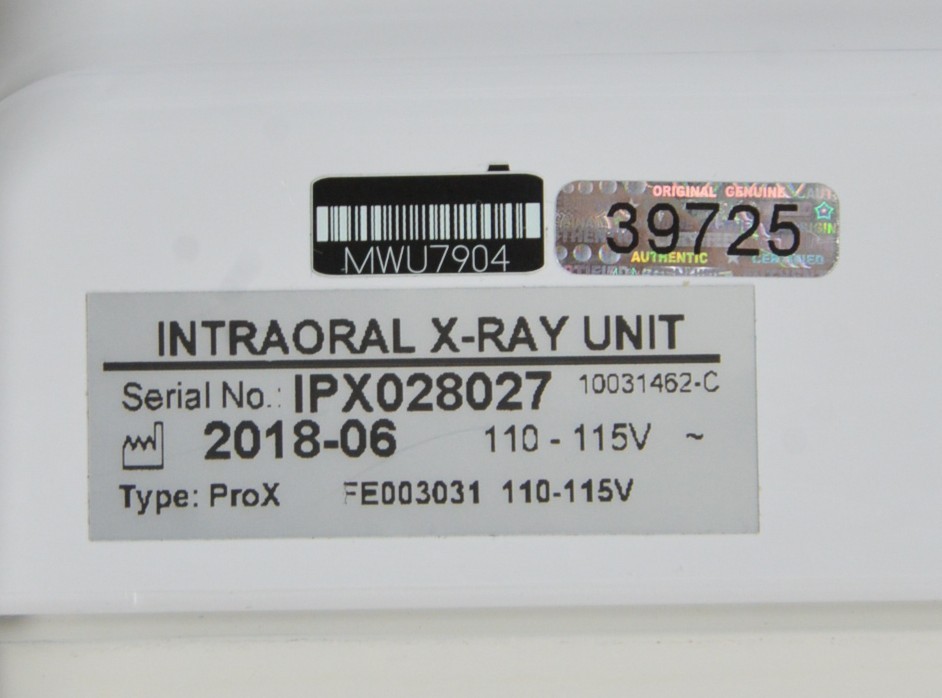 MWU7904
ORIGINAL GENUINE
39725
AUTHENTIC
INTRAORAL X-RAY UNIT
Serial No.: IPX028027 10031462-C
2018-06 110 - 115V ~
Type: ProX FE003031 110-115V